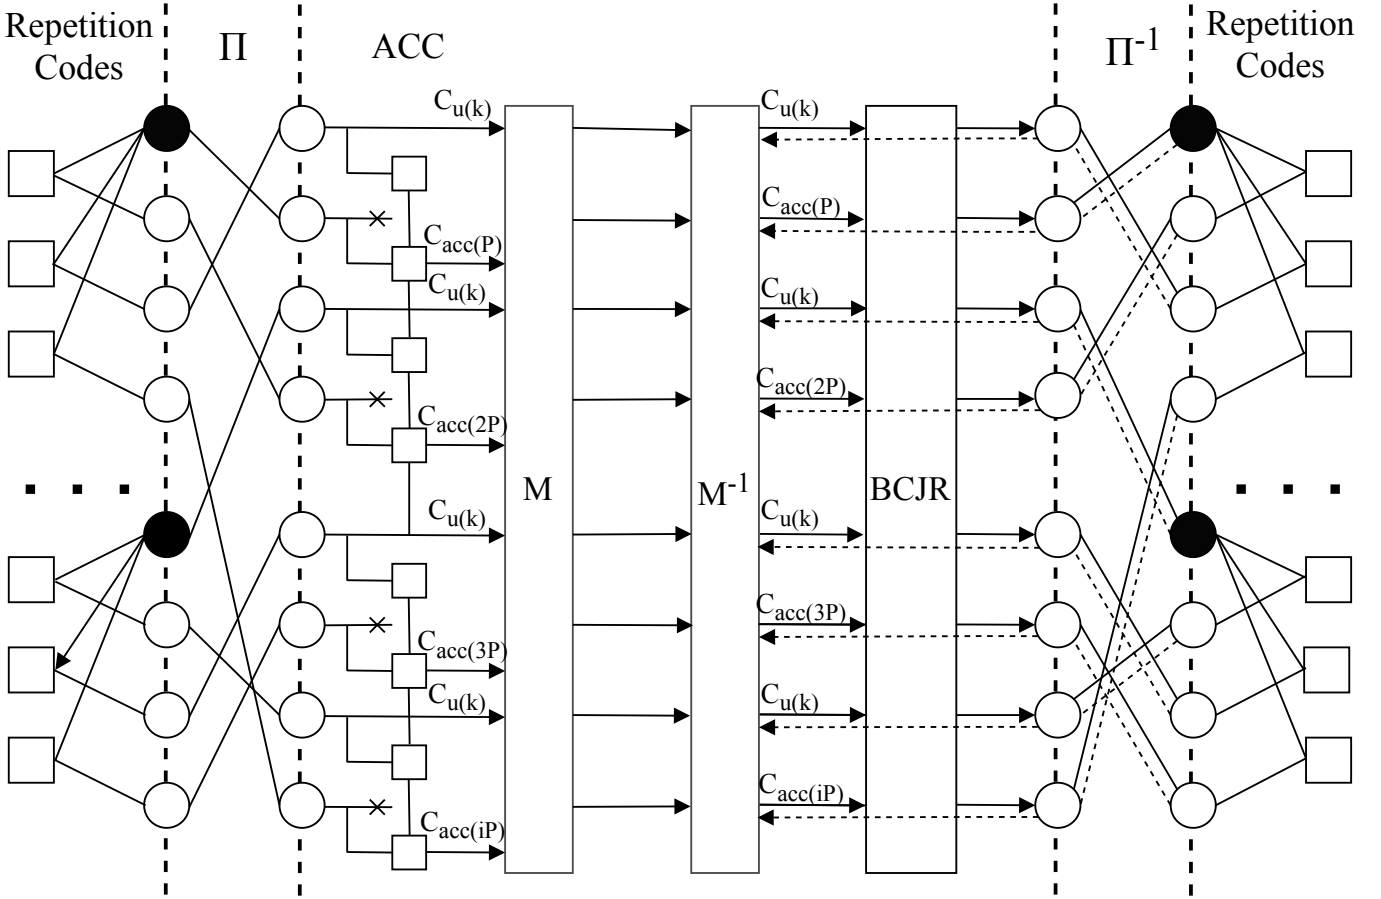 Repetition
Codes
Π
ACC
Π-1
Repetition
Codes
Cu(k)
Cu(k)
Cacc(P)
Cacc(P)
Cu(k)
Cu(k)
Cacc(2P)
Cacc(2P)
M
M-1
BCJR
Cu(k)
Cu(k)
Cacc(3P)
Cacc(3P)
Cu(k)
Cu(k)
Cacc(iP)
Cacc(iP)